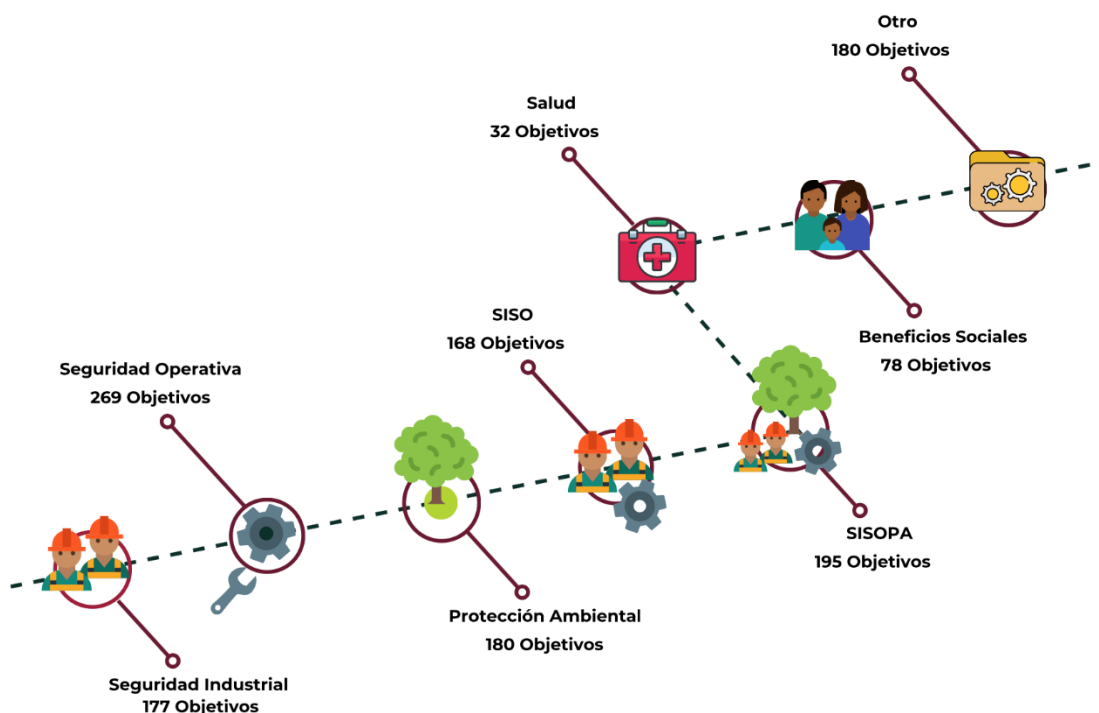 Otro
180 Objetivos
Salud
32 Objetivos
Beneficios Sociales
78 Objetivos
SISO
168 Objetivos
Seguridad Operativa
269 Objetivos
SISOPA
195 Objetivos
Protección Ambiental
180 Objetivos
Seguridad Industrial
177 Objetivos